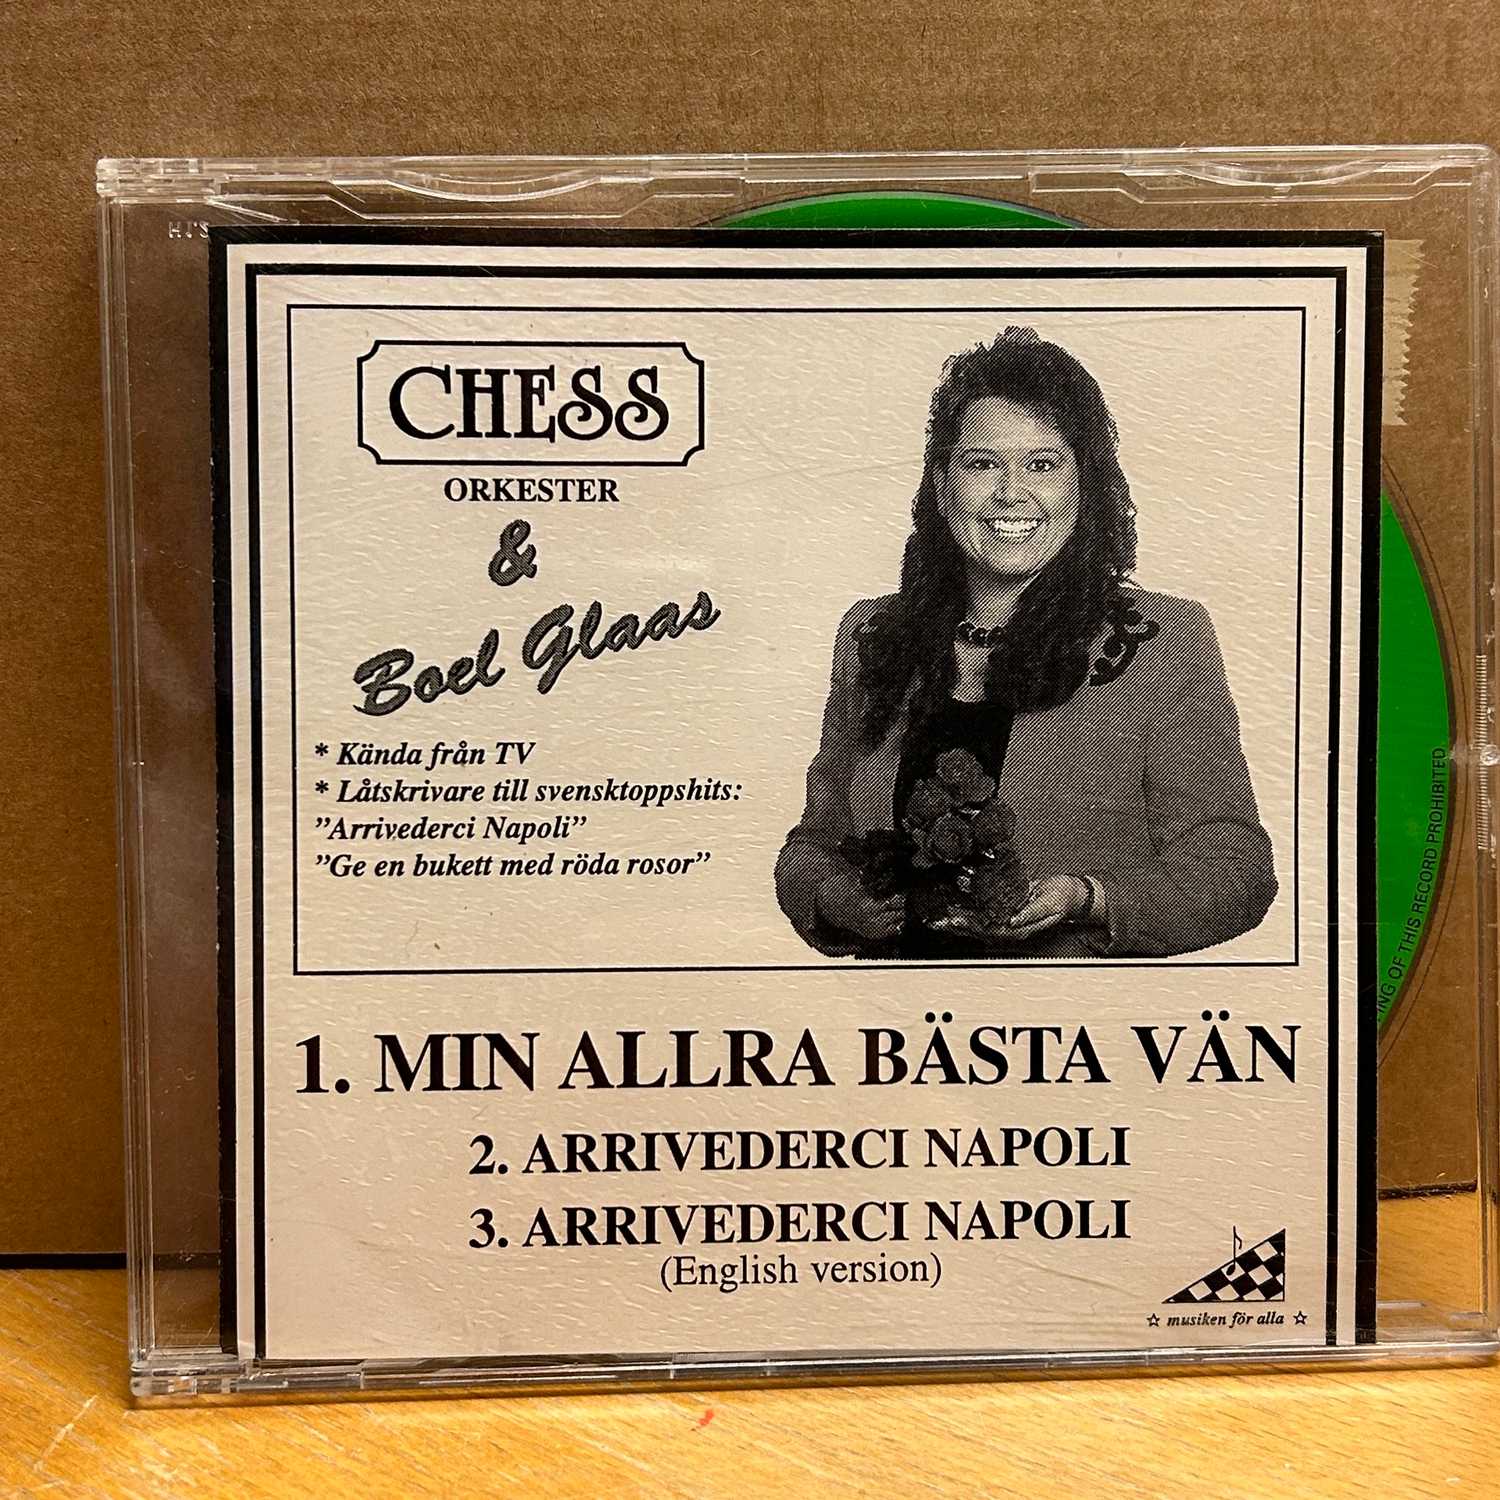 CHESS
ORKESTER
&
Boel Glaas
* Kända från TV
* Låtskrivare till svensktoppshits:
”Arrivederci Napoli”
”Ge en bukett med röda rosor”
1. MIN ALLRA BÄSTA VÄN
2. ARRIVEDERCI NAPOLI
3. ARRIVEDERCI NAPOLI
(English version)
☆ musiken för alla ☆
OF THIS RECORD PROHIBITED